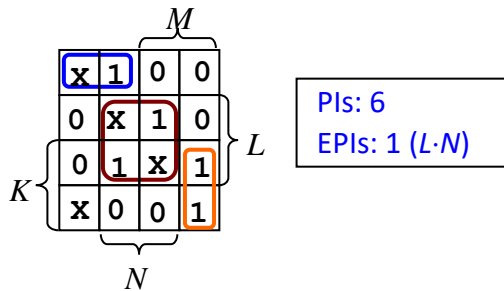 M
x 1 0 0
0 x 1 0
L
0 1 x 1
K
x 0 0 1
N
PIs: 6
EPIs: 1 (L·N)